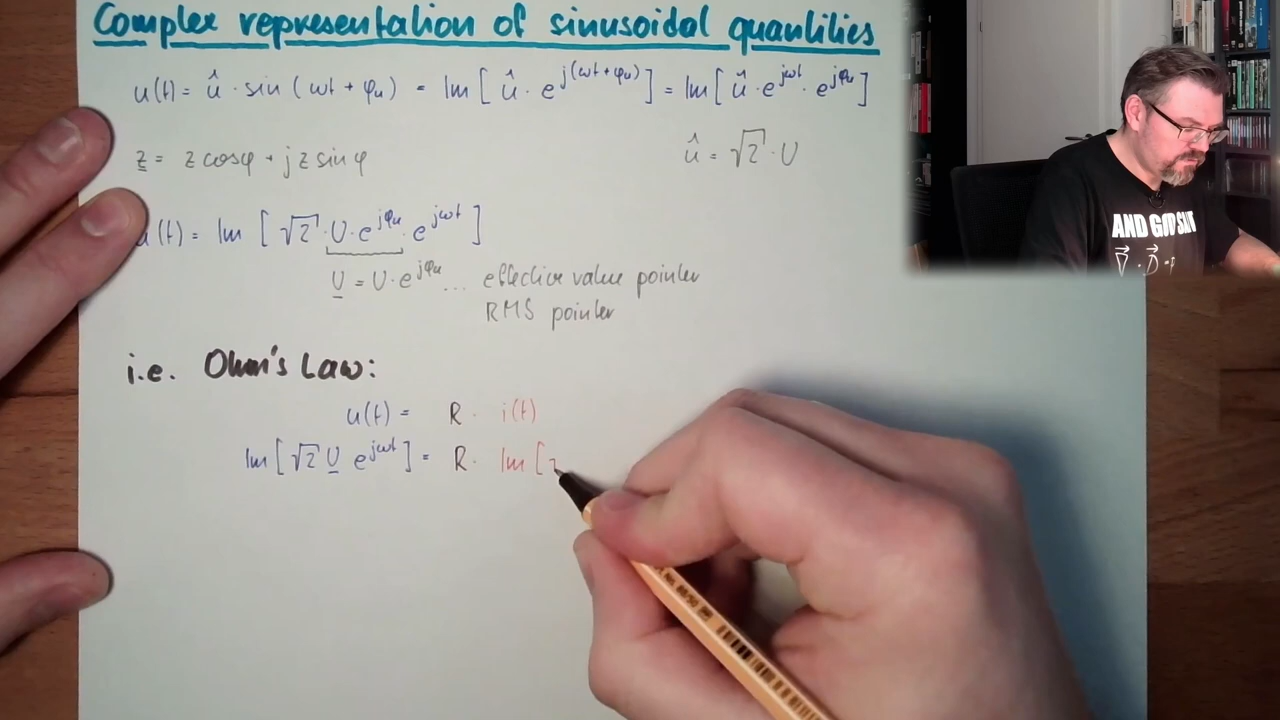 Complex representation of sinusoidal quantities
u(t) = û · sin (ωt + φu) = Im [ û · e^j(ωt+φu) ] = Im [ û · e^jωt · e^jφu ]
z = z cosφ + j z sin φ
û = √2 · U
u(t) = Im [ √2 · U · e^jφu · e^jωt ]
U = U · e^jφu ... effective value pointer
RMS pointer
i.e. Ohm's Law:
u(t) = R · i(t)
Im [ √2 U e^jωt ] = R · Im [
AND GOD SAID
∇ · D = ρ